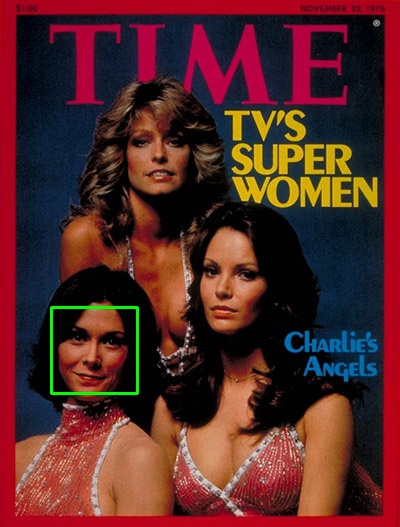 $1.00
NOVEMBER 22, 1976
TIME
®
TV'S
SUPER
WOMEN
Charlie's
Angels